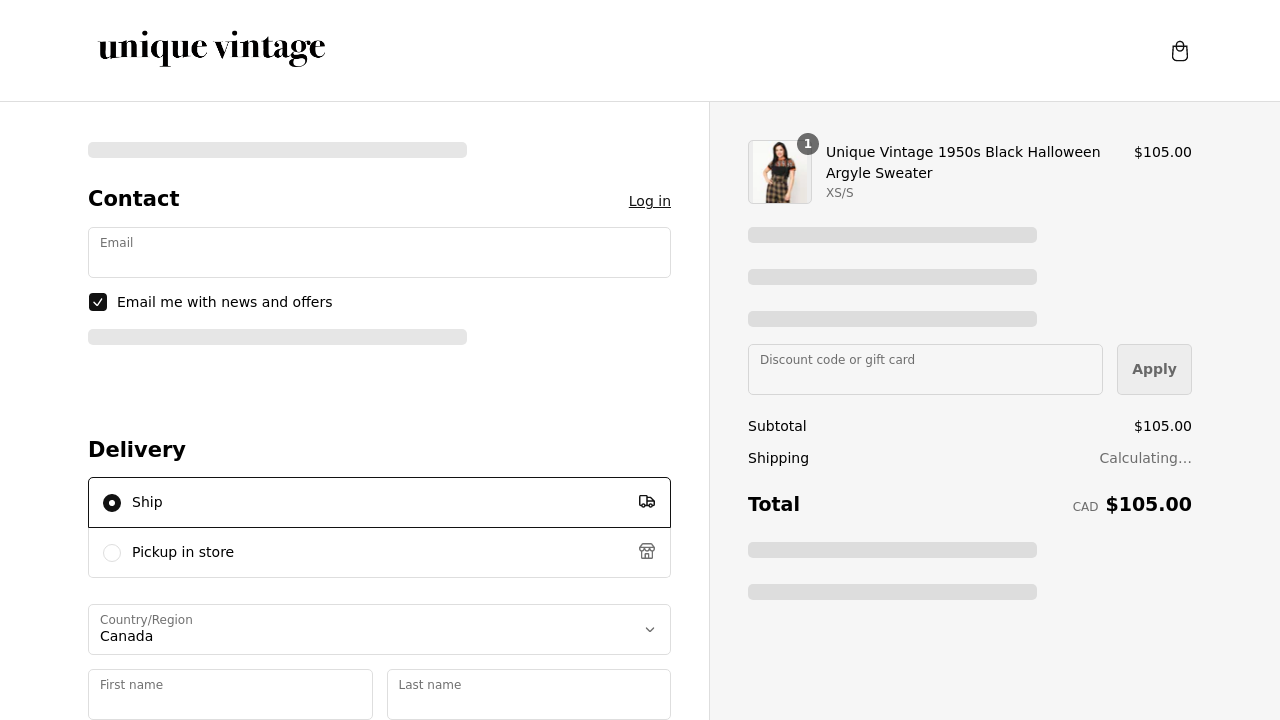 unique vintage
Contact
Log in
Email
Email me with news and offers
Delivery
Ship
Pickup in store
Country/Region
Canada
First name
Last name
1
Unique Vintage 1950s Black Halloween
Argyle Sweater
XS/S
$105.00
Discount code or gift card
Apply
Subtotal
$105.00
Shipping
Calculating...
Total
CAD $105.00